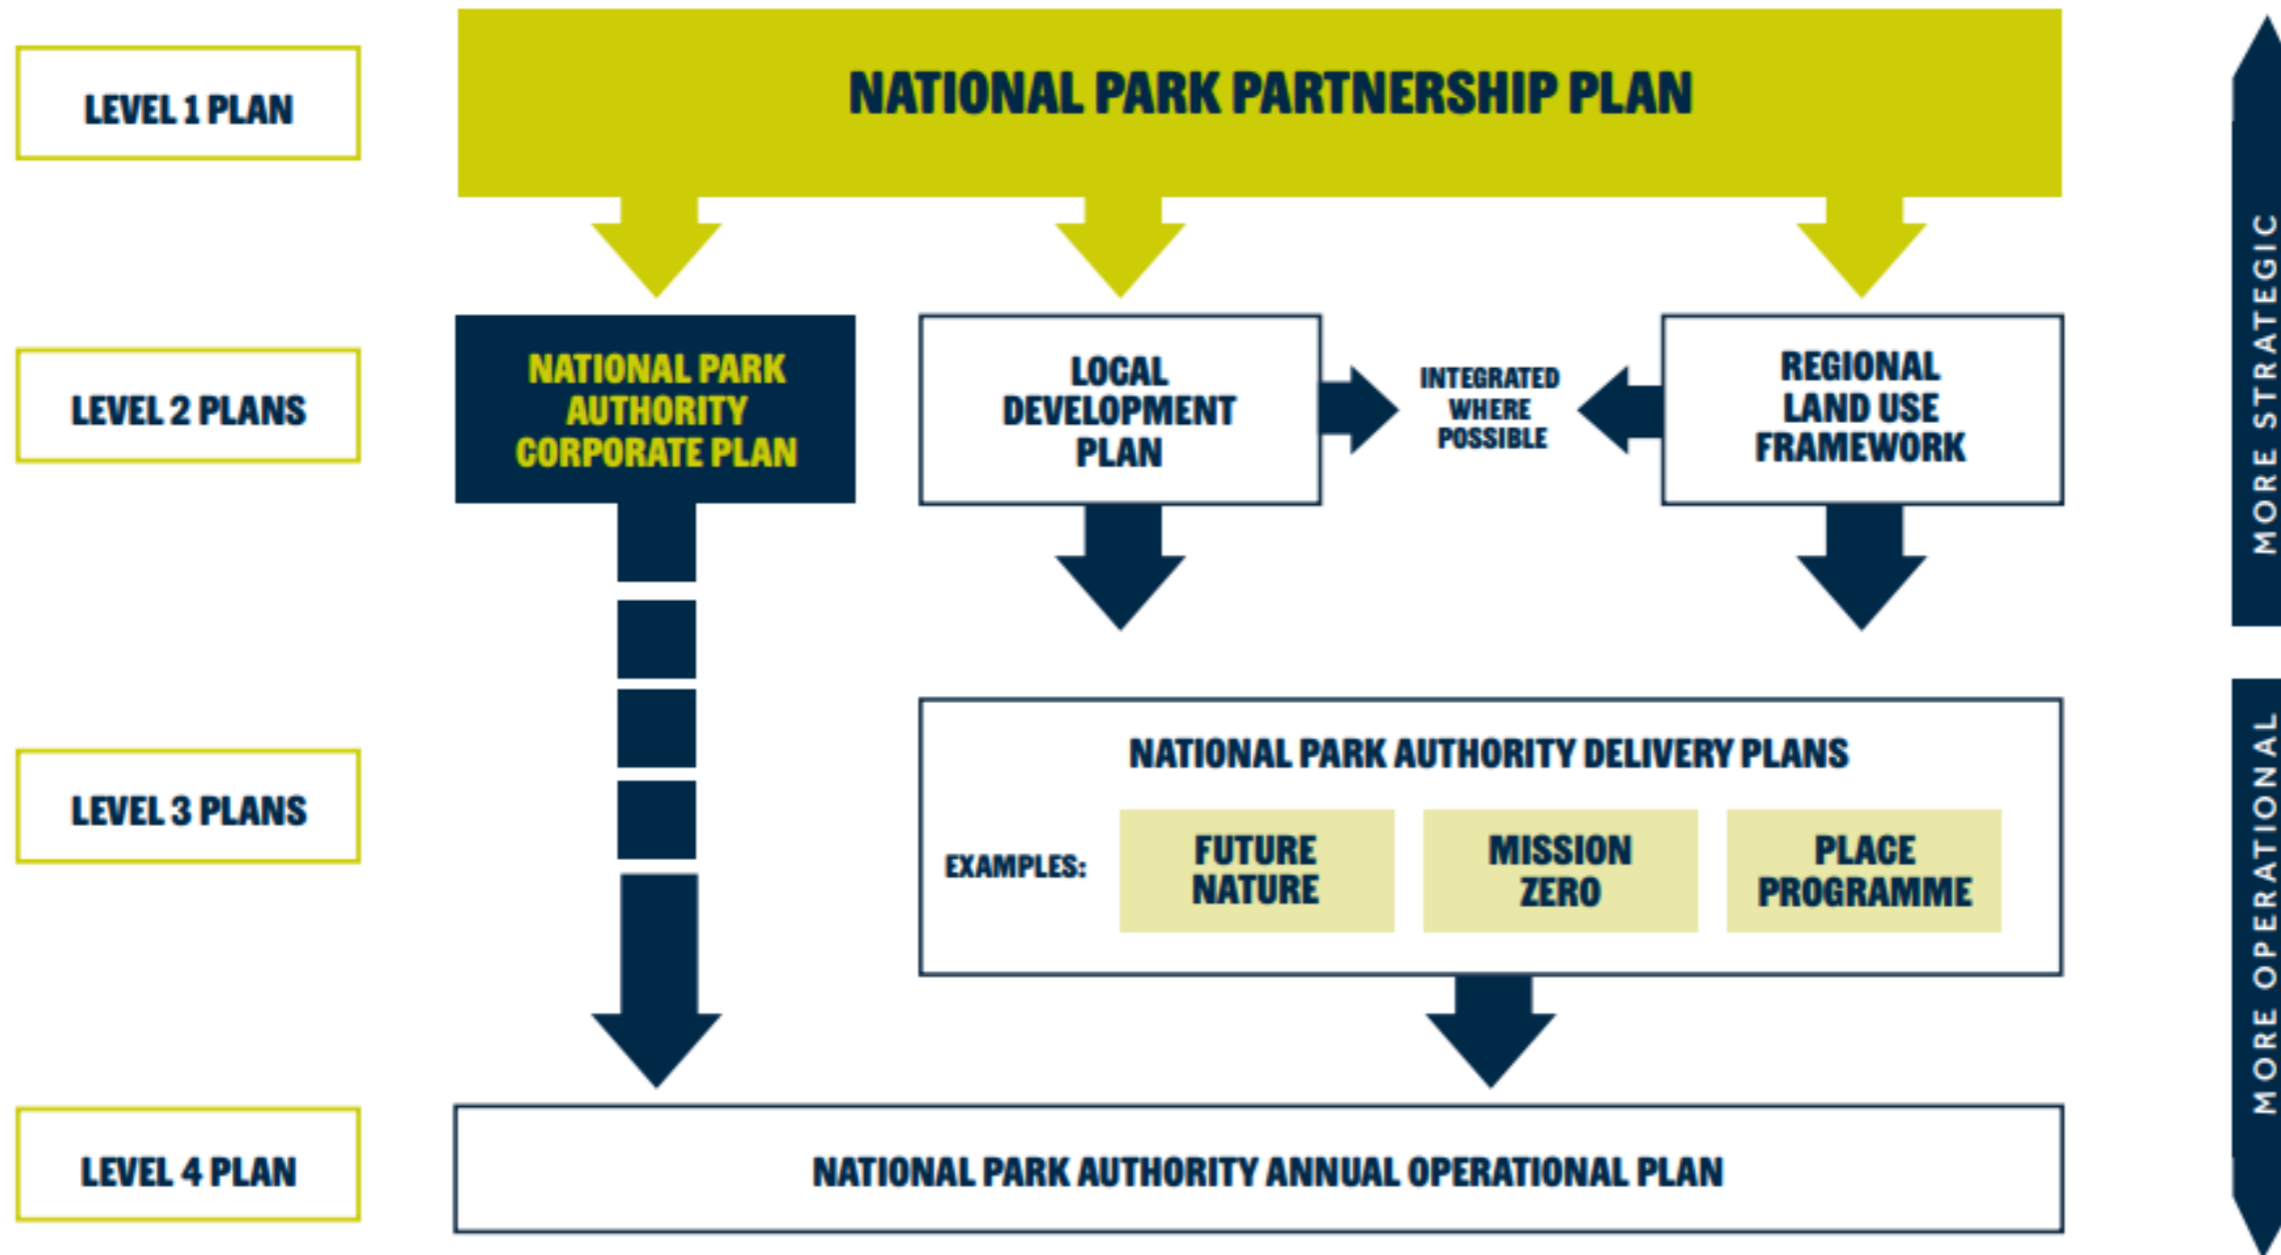 LEVEL 1 PLAN
NATIONAL PARK PARTNERSHIP PLAN
LEVEL 2 PLANS
NATIONAL PARK
AUTHORITY
CORPORATE PLAN
LOCAL
DEVELOPMENT
PLAN
INTEGRATED
WHERE
POSSIBLE
REGIONAL
LAND USE
FRAMEWORK
MORE STRATEGIC
LEVEL 3 PLANS
NATIONAL PARK AUTHORITY DELIVERY PLANS
EXAMPLES:
FUTURE
NATURE
MISSION
ZERO
PLACE
PROGRAMME
MORE OPERATIONAL
LEVEL 4 PLAN
NATIONAL PARK AUTHORITY ANNUAL OPERATIONAL PLAN